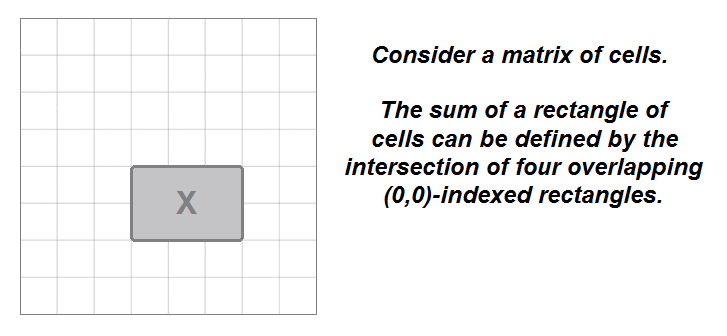 Consider a matrix of cells.
The sum of a rectangle of
cells can be defined by the
intersection of four overlapping
(0,0)-indexed rectangles.
X